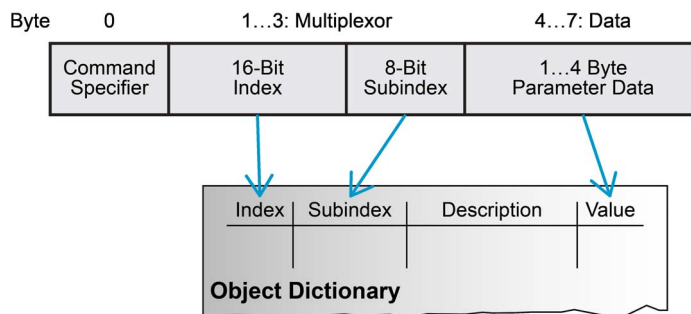 Byte 0 1…3: Multiplexor 4…7: Data
Command Specifier
16-Bit Index
8-Bit Subindex
1…4 Byte Parameter Data
Index Subindex Description Value
Object Dictionary